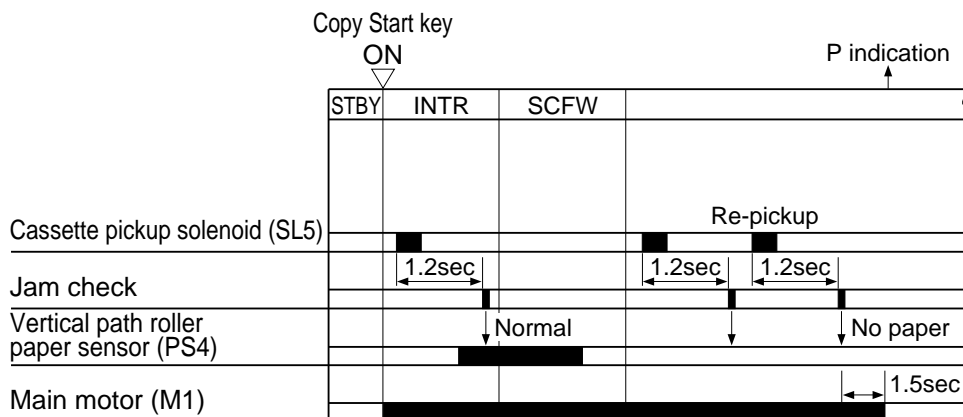 Copy Start key
ON
P indication
STBY INTR SCFW
Cassette pickup solenoid (SL5)
Re-pickup
1.2sec 1.2sec 1.2sec
Jam check
Vertical path roller
paper sensor (PS4)
Normal
No paper
1.5sec
Main motor (M1)